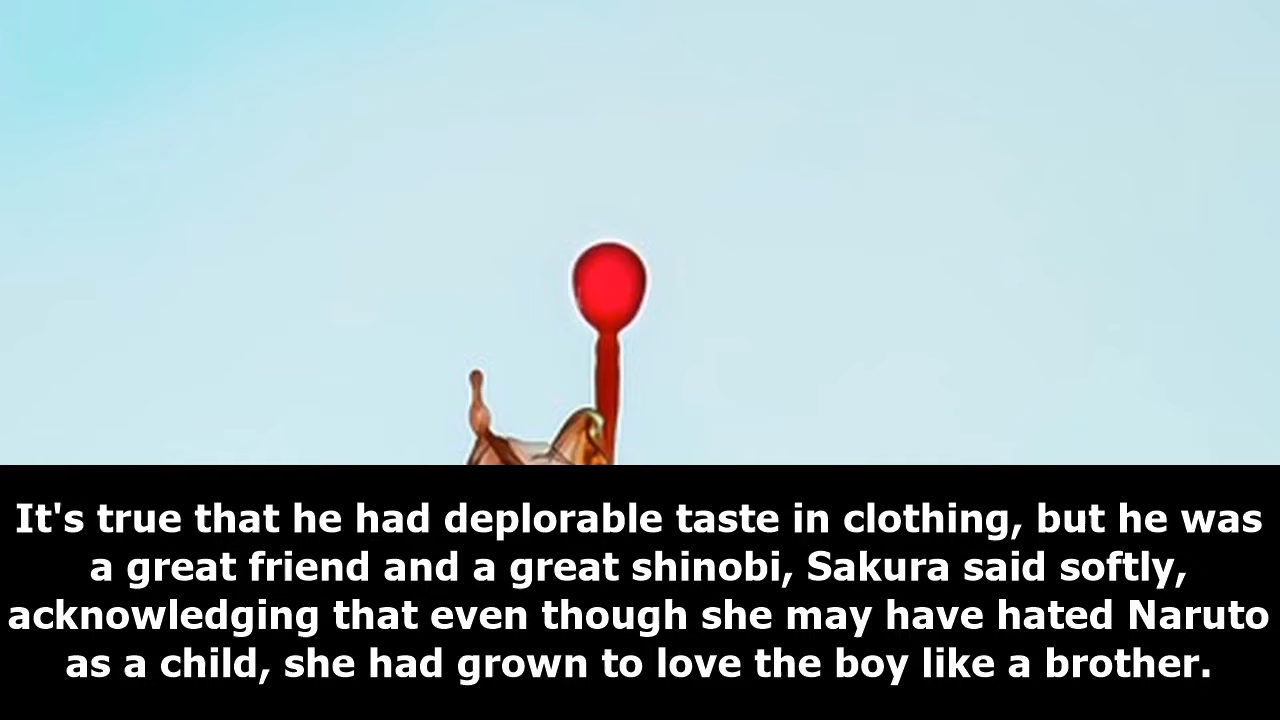 It's true that he had deplorable taste in clothing, but he was
a great friend and a great shinobi, Sakura said softly,
acknowledging that even though she may have hated Naruto
as a child, she had grown to love the boy like a brother.